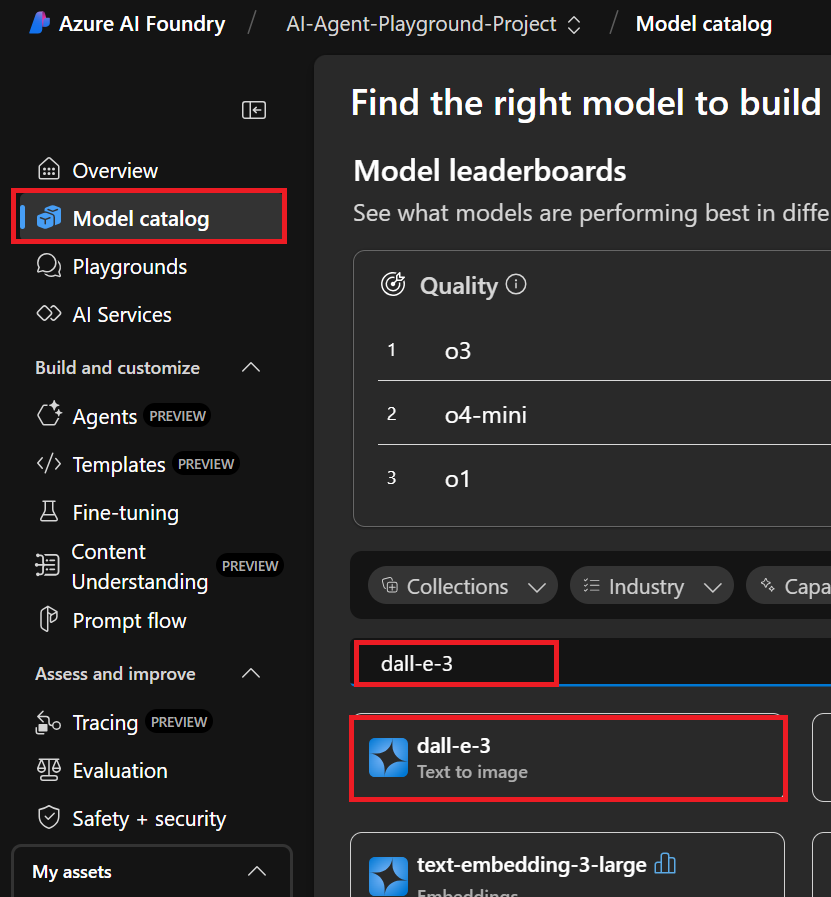 Azure AI Foundry / AI-Agent-Playground-Project / Model catalog
Overview
Model catalog
Playgrounds
AI Services
Build and customize
Agents PREVIEW
Templates PREVIEW
Fine-tuning
Content
Understanding PREVIEW
Prompt flow
Assess and improve
Tracing PREVIEW
Evaluation
Safety + security
My assets
Find the right model to build
Model leaderboards
See what models are performing best in diffe
Quality
1 o3
2 o4-mini
3 o1
Collections Industry Capa
dall-e-3
dall-e-3
Text to image
text-embedding-3-large
Embeddings